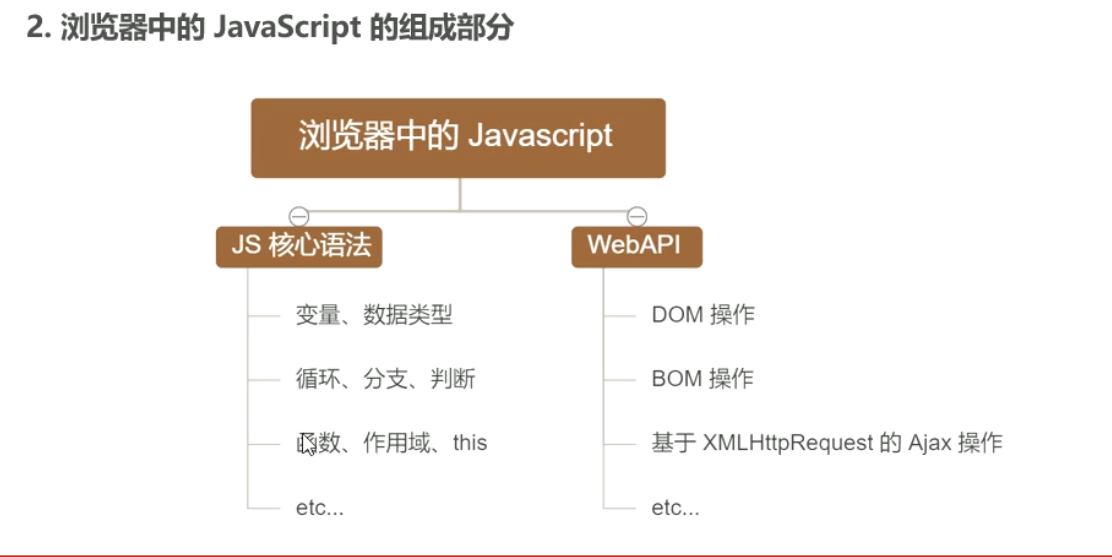 2. 浏览器中的 JavaScript 的组成部分
浏览器中的 Javascript
JS 核心语法
变量、数据类型
循环、分支、判断
函数、作用域、this
etc...
WebAPI
DOM 操作
BOM 操作
基于 XMLHttpRequest 的 Ajax 操作
etc...